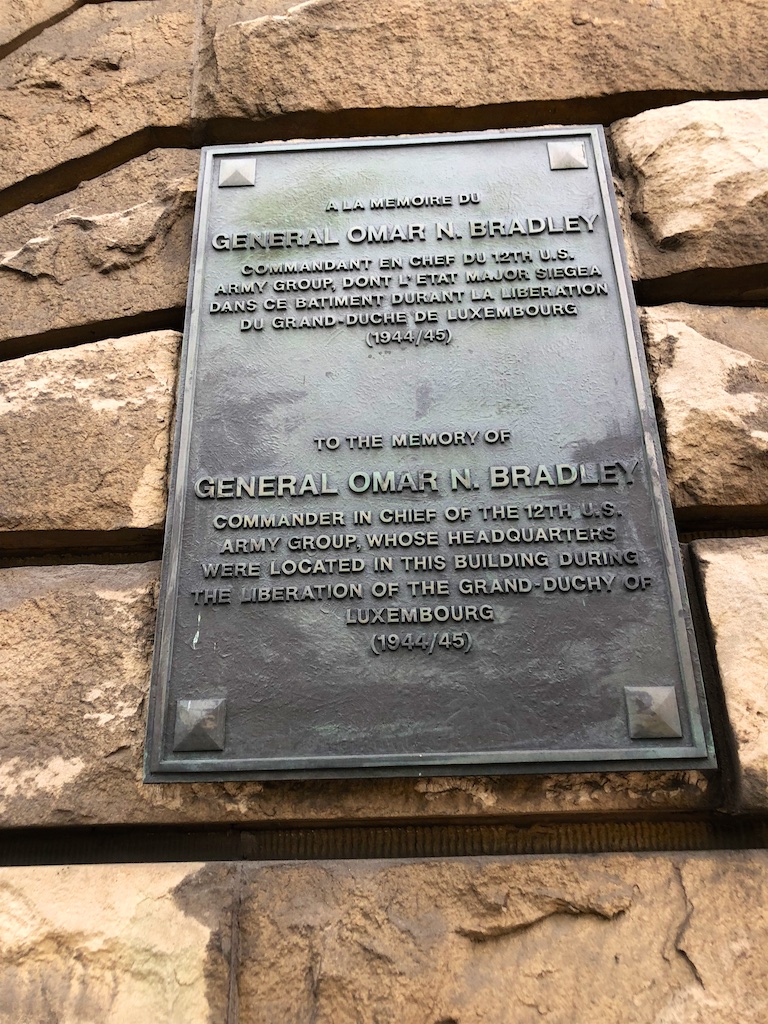 A LA MEMOIRE DU
GENERAL OMAR N. BRADLEY
COMMANDANT EN CHEF DU 12TH U.S.
ARMY GROUP, DONT L'ETAT MAJOR SIEGEA
DANS CE BATIMENT DURANT LA LIBERATION
DU GRAND-DUCHE DE LUXEMBOURG
(1944/45)
TO THE MEMORY OF
GENERAL OMAR N. BRADLEY
COMMANDER IN CHIEF OF THE 12TH U.S.
ARMY GROUP, WHOSE HEADQUARTERS
WERE LOCATED IN THIS BUILDING DURING
THE LIBERATION OF THE GRAND-DUCHY OF
LUXEMBOURG
(1944/45)